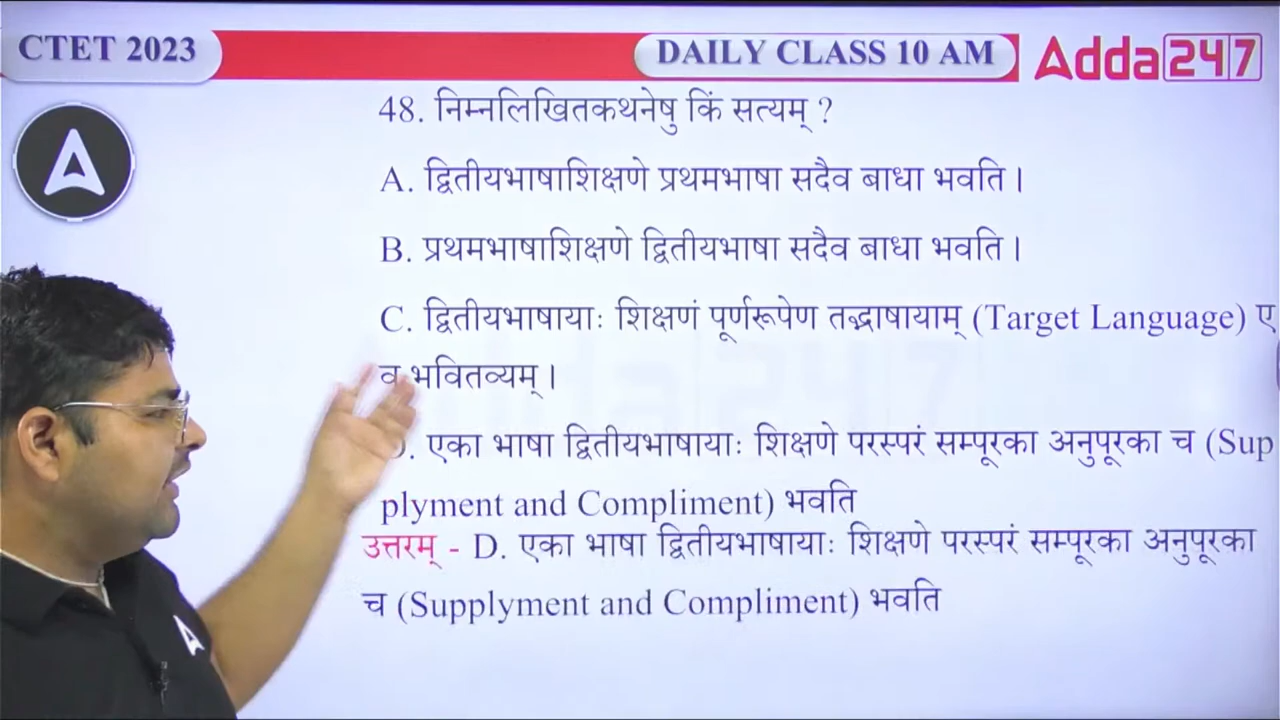 CTET 2023
DAILY CLASS 10 AM
Adda247
48. निम्नलिखितकथनेषु किं सत्यम् ?
A. द्वितीयभाषाशिक्षणे प्रथमभाषा सदैव बाधा भवति ।
B. प्रथमभाषाशिक्षणे द्वितीयभाषा सदैव बाधा भवति ।
C. द्वितीयभाषायाः शिक्षणं पूर्णरूपेण तद्भाषायाम् (Target Language) ए
व भवितव्यम् ।
D. एका भाषा द्वितीयभाषायाः शिक्षणे परस्परं सम्पूरका अनुपूरका च (Sup
plyment and Compliment) भवति
उत्तरम् - D. एका भाषा द्वितीयभाषायाः शिक्षणे परस्परं सम्पूरका अनुपूरका
च (Supplyment and Compliment) भवति